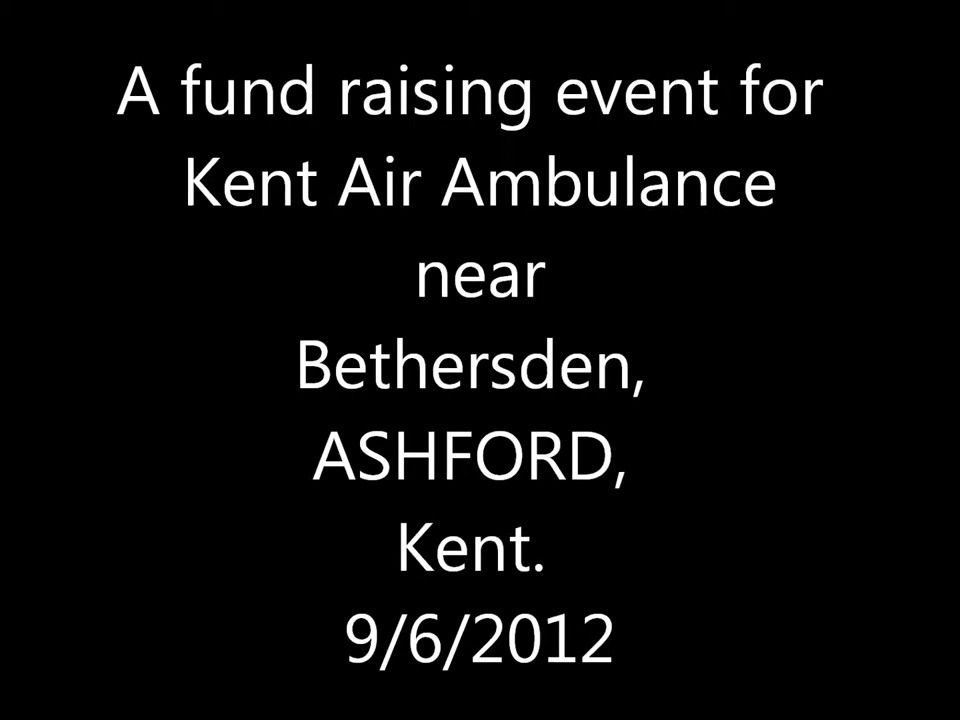 A fund raising event for
Kent Air Ambulance
near
Bethersden,
ASHFORD,
Kent.
9/6/2012